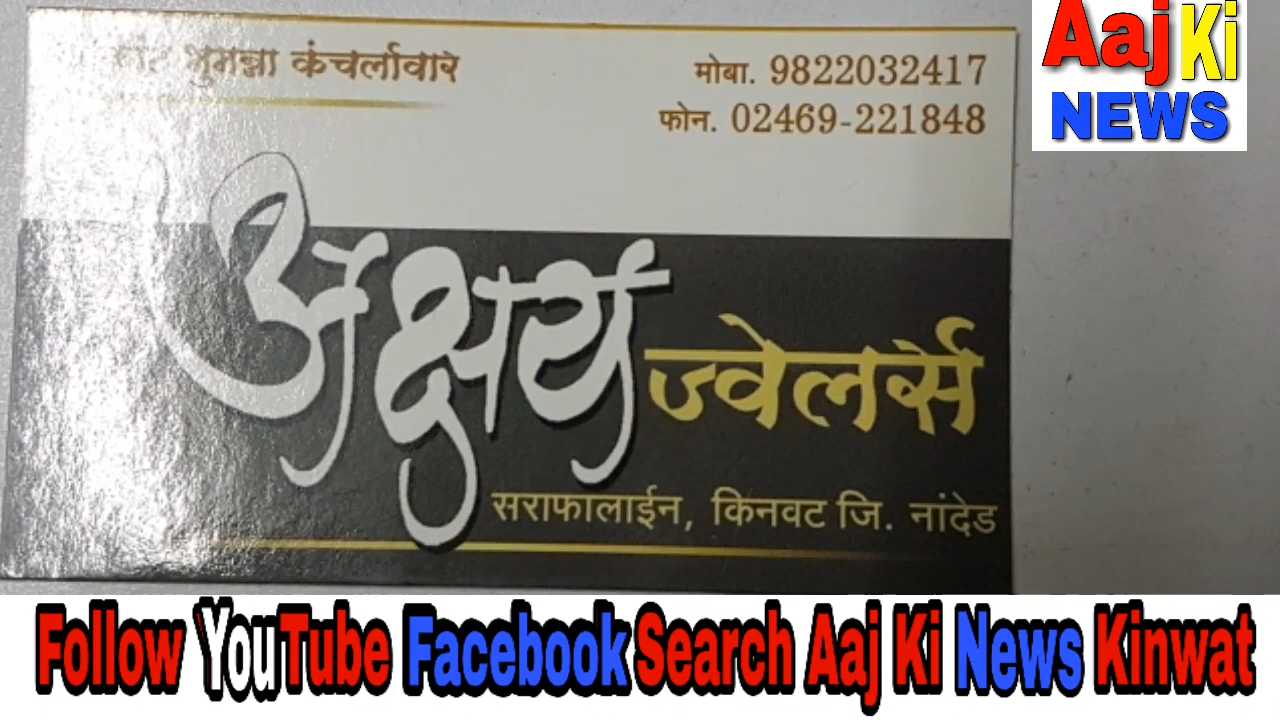 भुमन्ना कंचर्लावार
मोबा. 9822032417
फोन. 02469-221848
अक्षय
ज्वेलर्स
सराफालाईन, किनवट जि. नांदेड
Aaj Ki
NEWS
Follow YouTube Facebook Search Aaj Ki News Kinwat